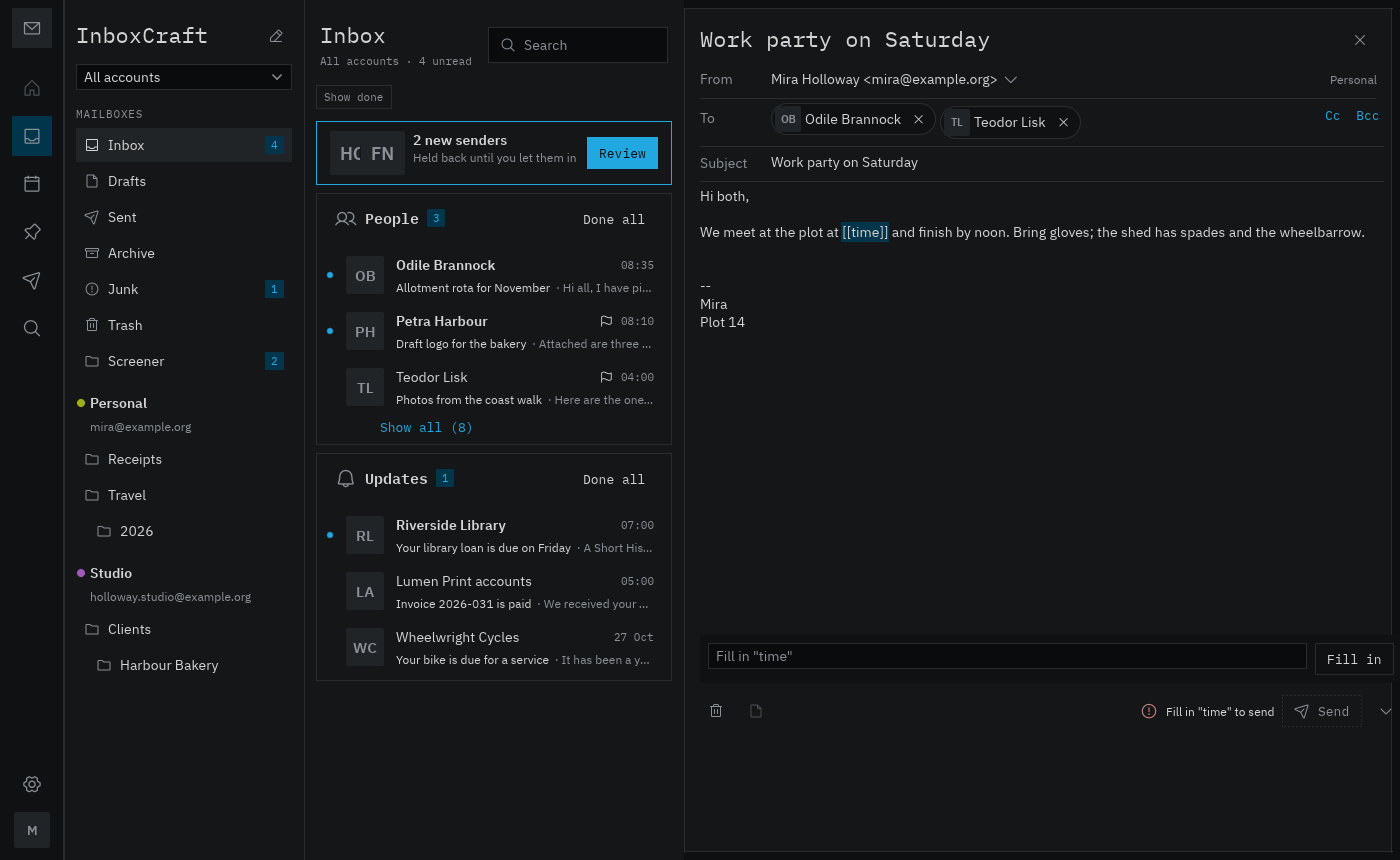 InboxCraft
All accounts
MAILBOXES
Inbox 4
Drafts
Sent
Archive
Junk 1
Trash
Screener 2
Personal
mira@example.org
Receipts
Travel
2026
Studio
holloway.studio@example.org
Clients
Harbour Bakery
M
Inbox
All accounts · 4 unread
Search
Show done
HC FN
2 new senders
Held back until you let them in
Review
People 3 Done all
OB Odile Brannock 08:35
Allotment rota for November · Hi all, I have pi...
PH Petra Harbour 08:10
Draft logo for the bakery · Attached are three ...
TL Teodor Lisk 04:00
Photos from the coast walk · Here are the one...
Show all (8)
Updates 1 Done all
RL Riverside Library 07:00
Your library loan is due on Friday · A Short His...
LA Lumen Print accounts 05:00
Invoice 2026-031 is paid · We received your ...
WC Wheelwright Cycles 27 Oct
Your bike is due for a service · It has been a y...
Work party on Saturday
From Mira Holloway <mira@example.org> Personal
To OB Odile Brannock TL Teodor Lisk Cc Bcc
Subject Work party on Saturday
Hi both,
We meet at the plot at [[time]] and finish by noon. Bring gloves; the shed has spades and the wheelbarrow.
--
Mira
Plot 14
Fill in "time" Fill in
Fill in "time" to send Send